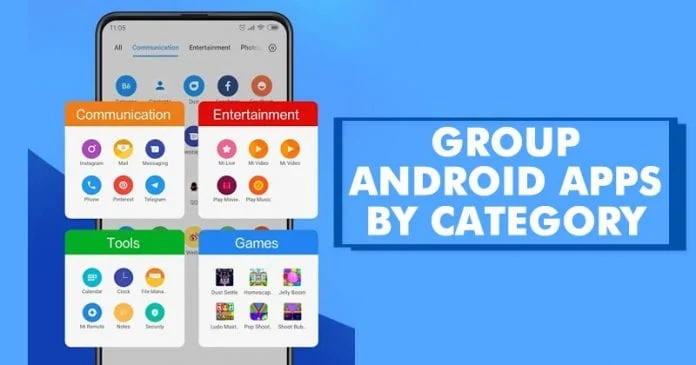 11:05
All Communication Entertainment Photo
Communication
Instagram Mail Messaging
Phone Pinterest Telegram
Entertainment
Mi Live Mi Video Mi Video
Play Movie.. Play Music
Tools
Calendar Clock File Mana..
Mi Remote Notes Security
Games
Dust Settle Homescap.. Jelly Boom
Ludo Mast.. Pop Shoot.. Shoot Bub..
GROUP
ANDROID APPS
BY CATEGORY